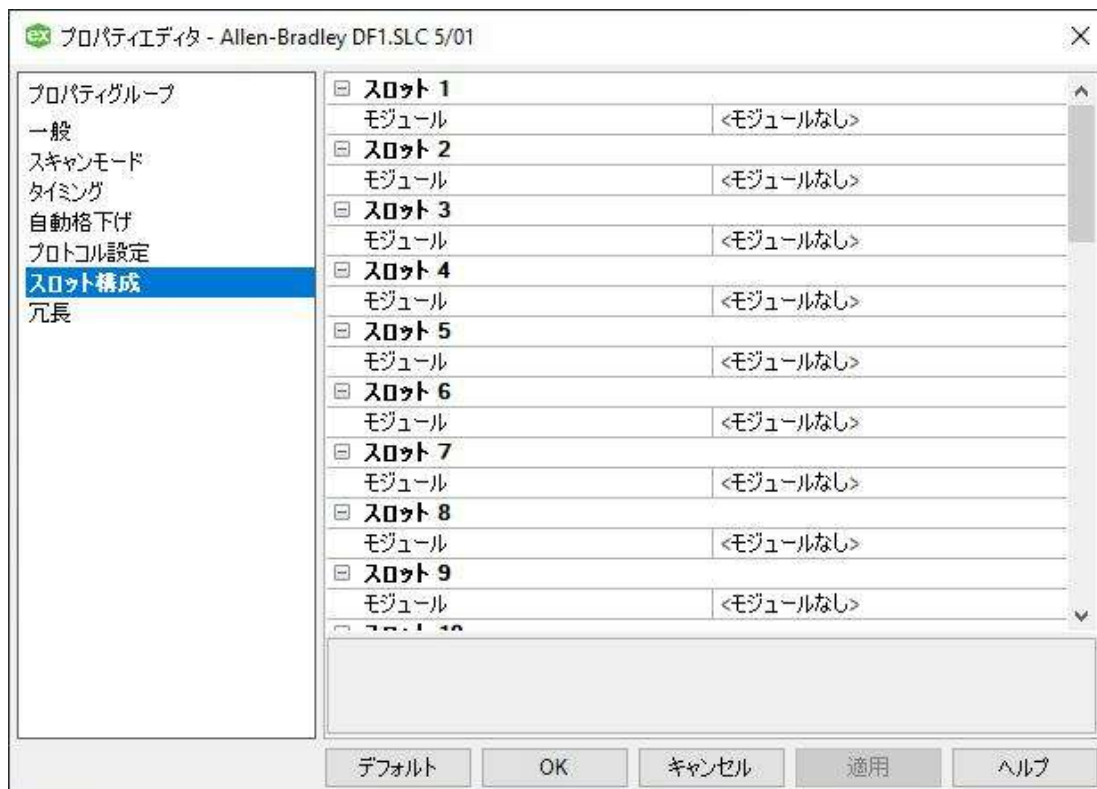 プロパティエディタ - Allen-Bradley DF1.SLC 5/01
プロパティグループ
一般
スキャンモード
タイミング
自動格下げ
プロトコル設定
スロット構成
冗長
スロット 1
モジュール <モジュールなし>
スロット 2
モジュール <モジュールなし>
スロット 3
モジュール <モジュールなし>
スロット 4
モジュール <モジュールなし>
スロット 5
モジュール <モジュールなし>
スロット 6
モジュール <モジュールなし>
スロット 7
モジュール <モジュールなし>
スロット 8
モジュール <モジュールなし>
スロット 9
モジュール <モジュールなし>
スロット 10
デフォルト OK キャンセル 適用 ヘルプ